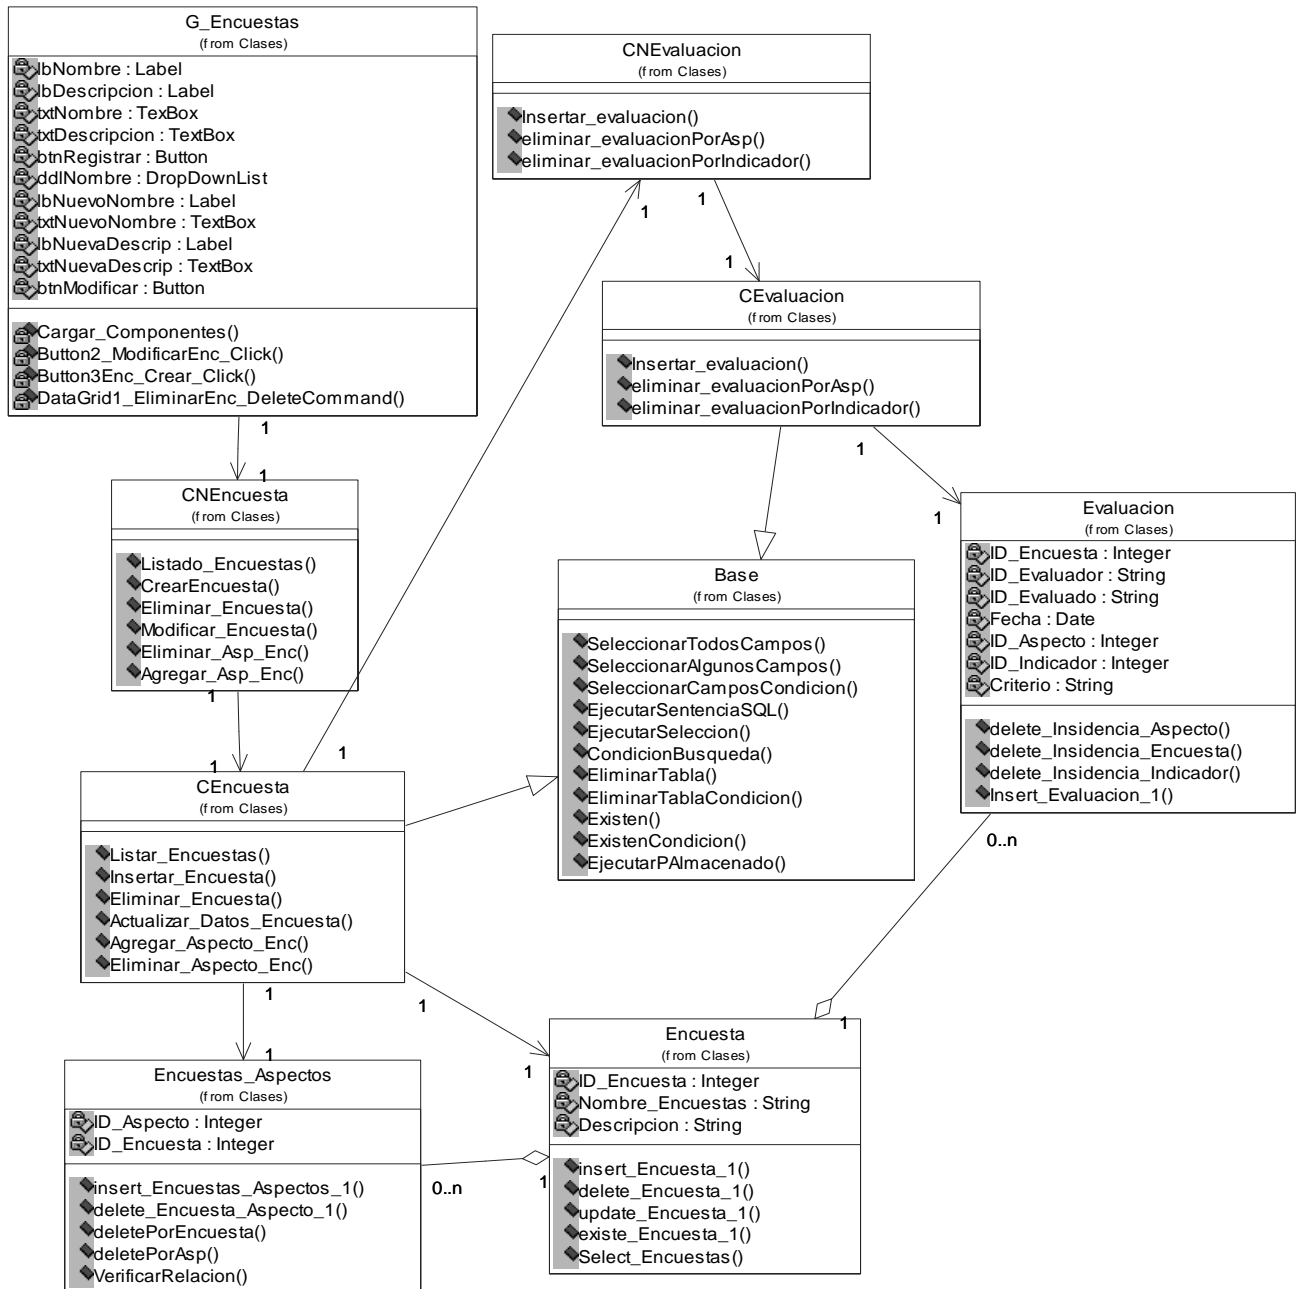 G_Encuestas
(from Clases)
lbNombre : Label
lbDescripcion : Label
txtNombre : TexBox
txtDescripcion : TextBox
btnRegistrar : Button
ddlNombre : DropDownList
lbNuevoNombre : Label
txtNuevoNombre : TextBox
lbNuevaDescrip : Label
txtNuevaDescrip : TextBox
btnModificar : Button
Cargar_Componentes()
Button2_ModificarEnc_Click()
Button3Enc_Crear_Click()
DataGrid1_EliminarEnc_DeleteCommand()
1
1
CNEvaluacion
(from Clases)
Insertar_evaluacion()
eliminar_evaluacionPorAsp()
eliminar_evaluacionPorIndicador()
1
1
1
CEvaluacion
(from Clases)
Insertar_evaluacion()
eliminar_evaluacionPorAsp()
eliminar_evaluacionPorIndicador()
1
1
CNEncuesta
(from Clases)
Listado_Encuestas()
CrearEncuesta()
Eliminar_Encuesta()
Modificar_Encuesta()
Eliminar_Asp_Enc()
Agregar_Asp_Enc()
1
1
1
Base
(from Clases)
SeleccionarTodosCampos()
SeleccionarAlgunosCampos()
SeleccionarCamposCondicion()
EjecutarSentenciaSQL()
EjecutarSeleccion()
CondicionBusqueda()
EliminarTabla()
EliminarTablaCondicion()
Existen()
ExistenCondicion()
EjecutarPAlmacenado()
Evaluacion
(from Clases)
ID_Encuesta : Integer
ID_Evaluador : String
ID_Evaluado : String
Fecha : Date
ID_Aspecto : Integer
ID_Indicador : Integer
Criterio : String
delete_Insidencia_Aspecto()
delete_Insidencia_Encuesta()
delete_Insidencia_Indicador()
Insert_Evaluacion_1()
0..n
1
CEncuesta
(from Clases)
Listar_Encuestas()
Insertar_Encuesta()
Eliminar_Encuesta()
Actualizar_Datos_Encuesta()
Agregar_Aspecto_Enc()
Eliminar_Aspecto_Enc()
1
1
1
1
Encuestas_Aspectos
(from Clases)
ID_Aspecto : Integer
ID_Encuesta : Integer
insert_Encuestas_Aspectos_1()
delete_Encuesta_Aspecto_1()
deletePorEncuesta()
deletePorAsp()
VerificarRelacion()
0..n
1
Encuesta
(from Clases)
ID_Encuesta : Integer
Nombre_Encuestas : String
Descripcion : String
insert_Encuesta_1()
delete_Encuesta_1()
update_Encuesta_1()
existe_Encuesta_1()
Select_Encuestas()